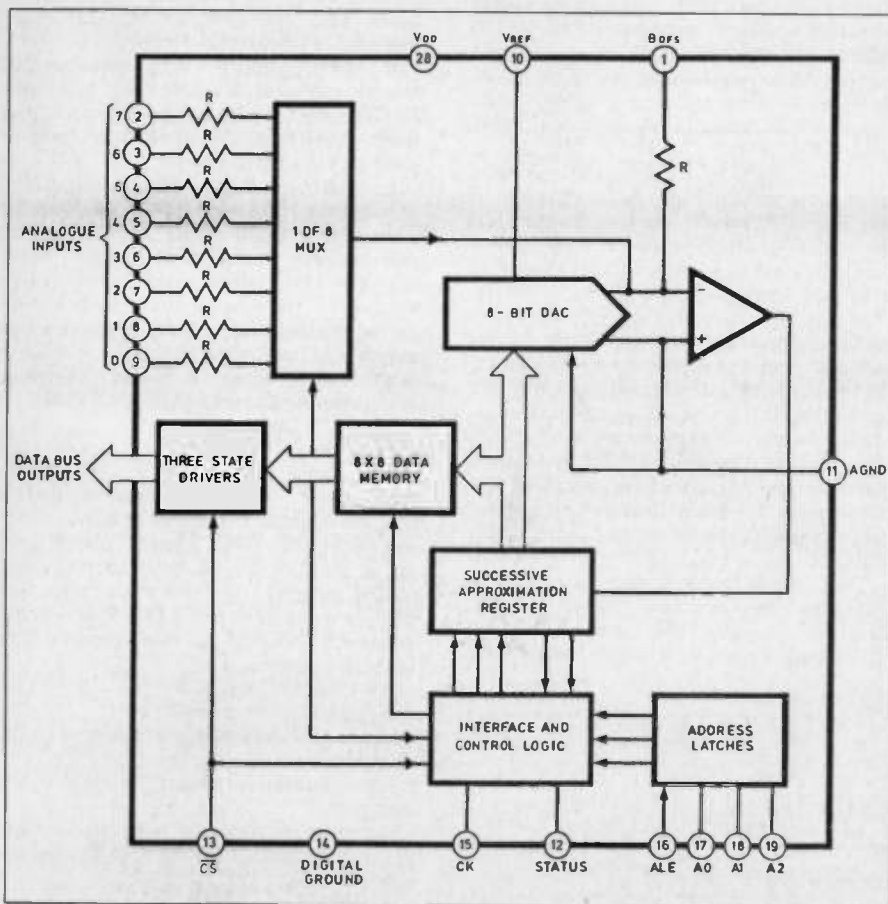 VDD VREF BOFS
28 10 1
7 2 R
6 3 R
5 4 R
5 R
3 6 R
2 7 R
1 8 R
0 9 R
ANALOGUE INPUTS
1 OF 8
MUX
R
8-BIT DAC
-
+
11 AGND
DATA BUS
OUTPUTS
THREE STATE
DRIVERS
8 X 8 DATA
MEMORY
SUCCESSIVE
APPROXIMATION
REGISTER
INTERFACE AND
CONTROL LOGIC
ADDRESS
LATCHES
13 14 15 12 16 17 18 19
CS DIGITAL
GROUND CK STATUS ALE A0 A1 A2